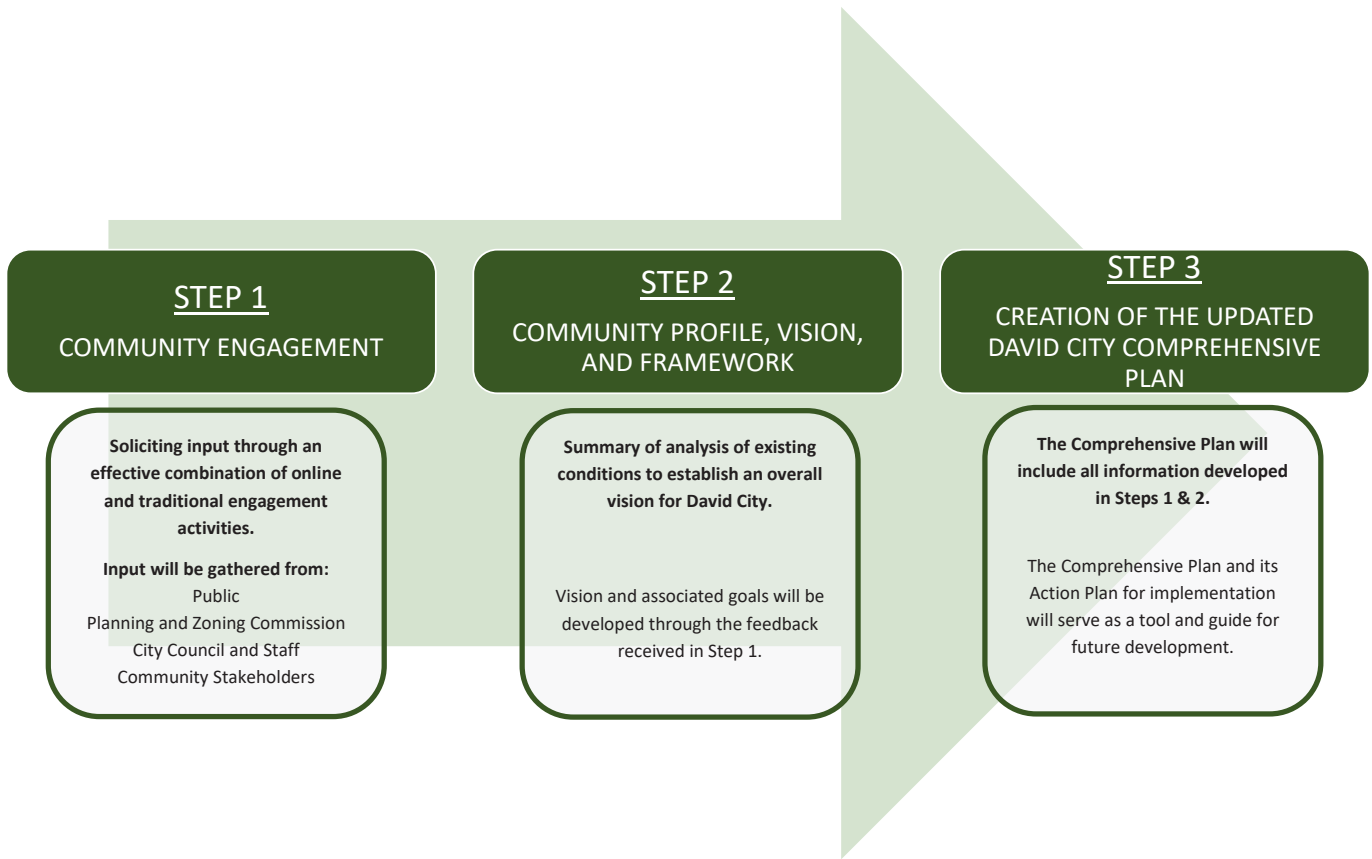 STEP 1
COMMUNITY ENGAGEMENT
Soliciting input through an
effective combination of online
and traditional engagement
activities.
Input will be gathered from:
Public
Planning and Zoning Commission
City Council and Staff
Community Stakeholders
STEP 2
COMMUNITY PROFILE, VISION,
AND FRAMEWORK
Summary of analysis of existing
conditions to establish an overall
vision for David City.
Vision and associated goals will be
developed through the feedback
received in Step 1.
STEP 3
CREATION OF THE UPDATED
DAVID CITY COMPREHENSIVE
PLAN
The Comprehensive Plan will
include all information developed
in Steps 1 & 2.
The Comprehensive Plan and its
Action Plan for implementation
will serve as a tool and guide for
future development.